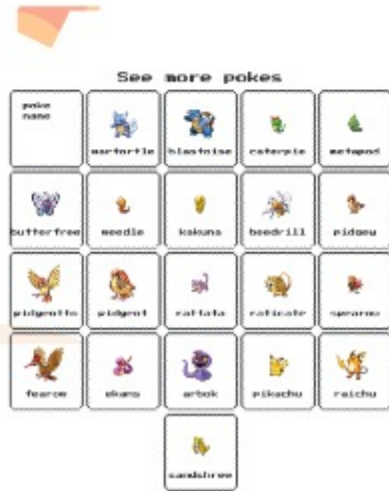 See more pokes
poke
name
wartortle
blastoise
caterpie
metapod
butterfree
weedle
kakuna
beedrill
pidgey
pidgeotto
pidgeot
rattata
raticate
spearow
fearow
ekans
arbok
pikachu
raichu
sandshrew